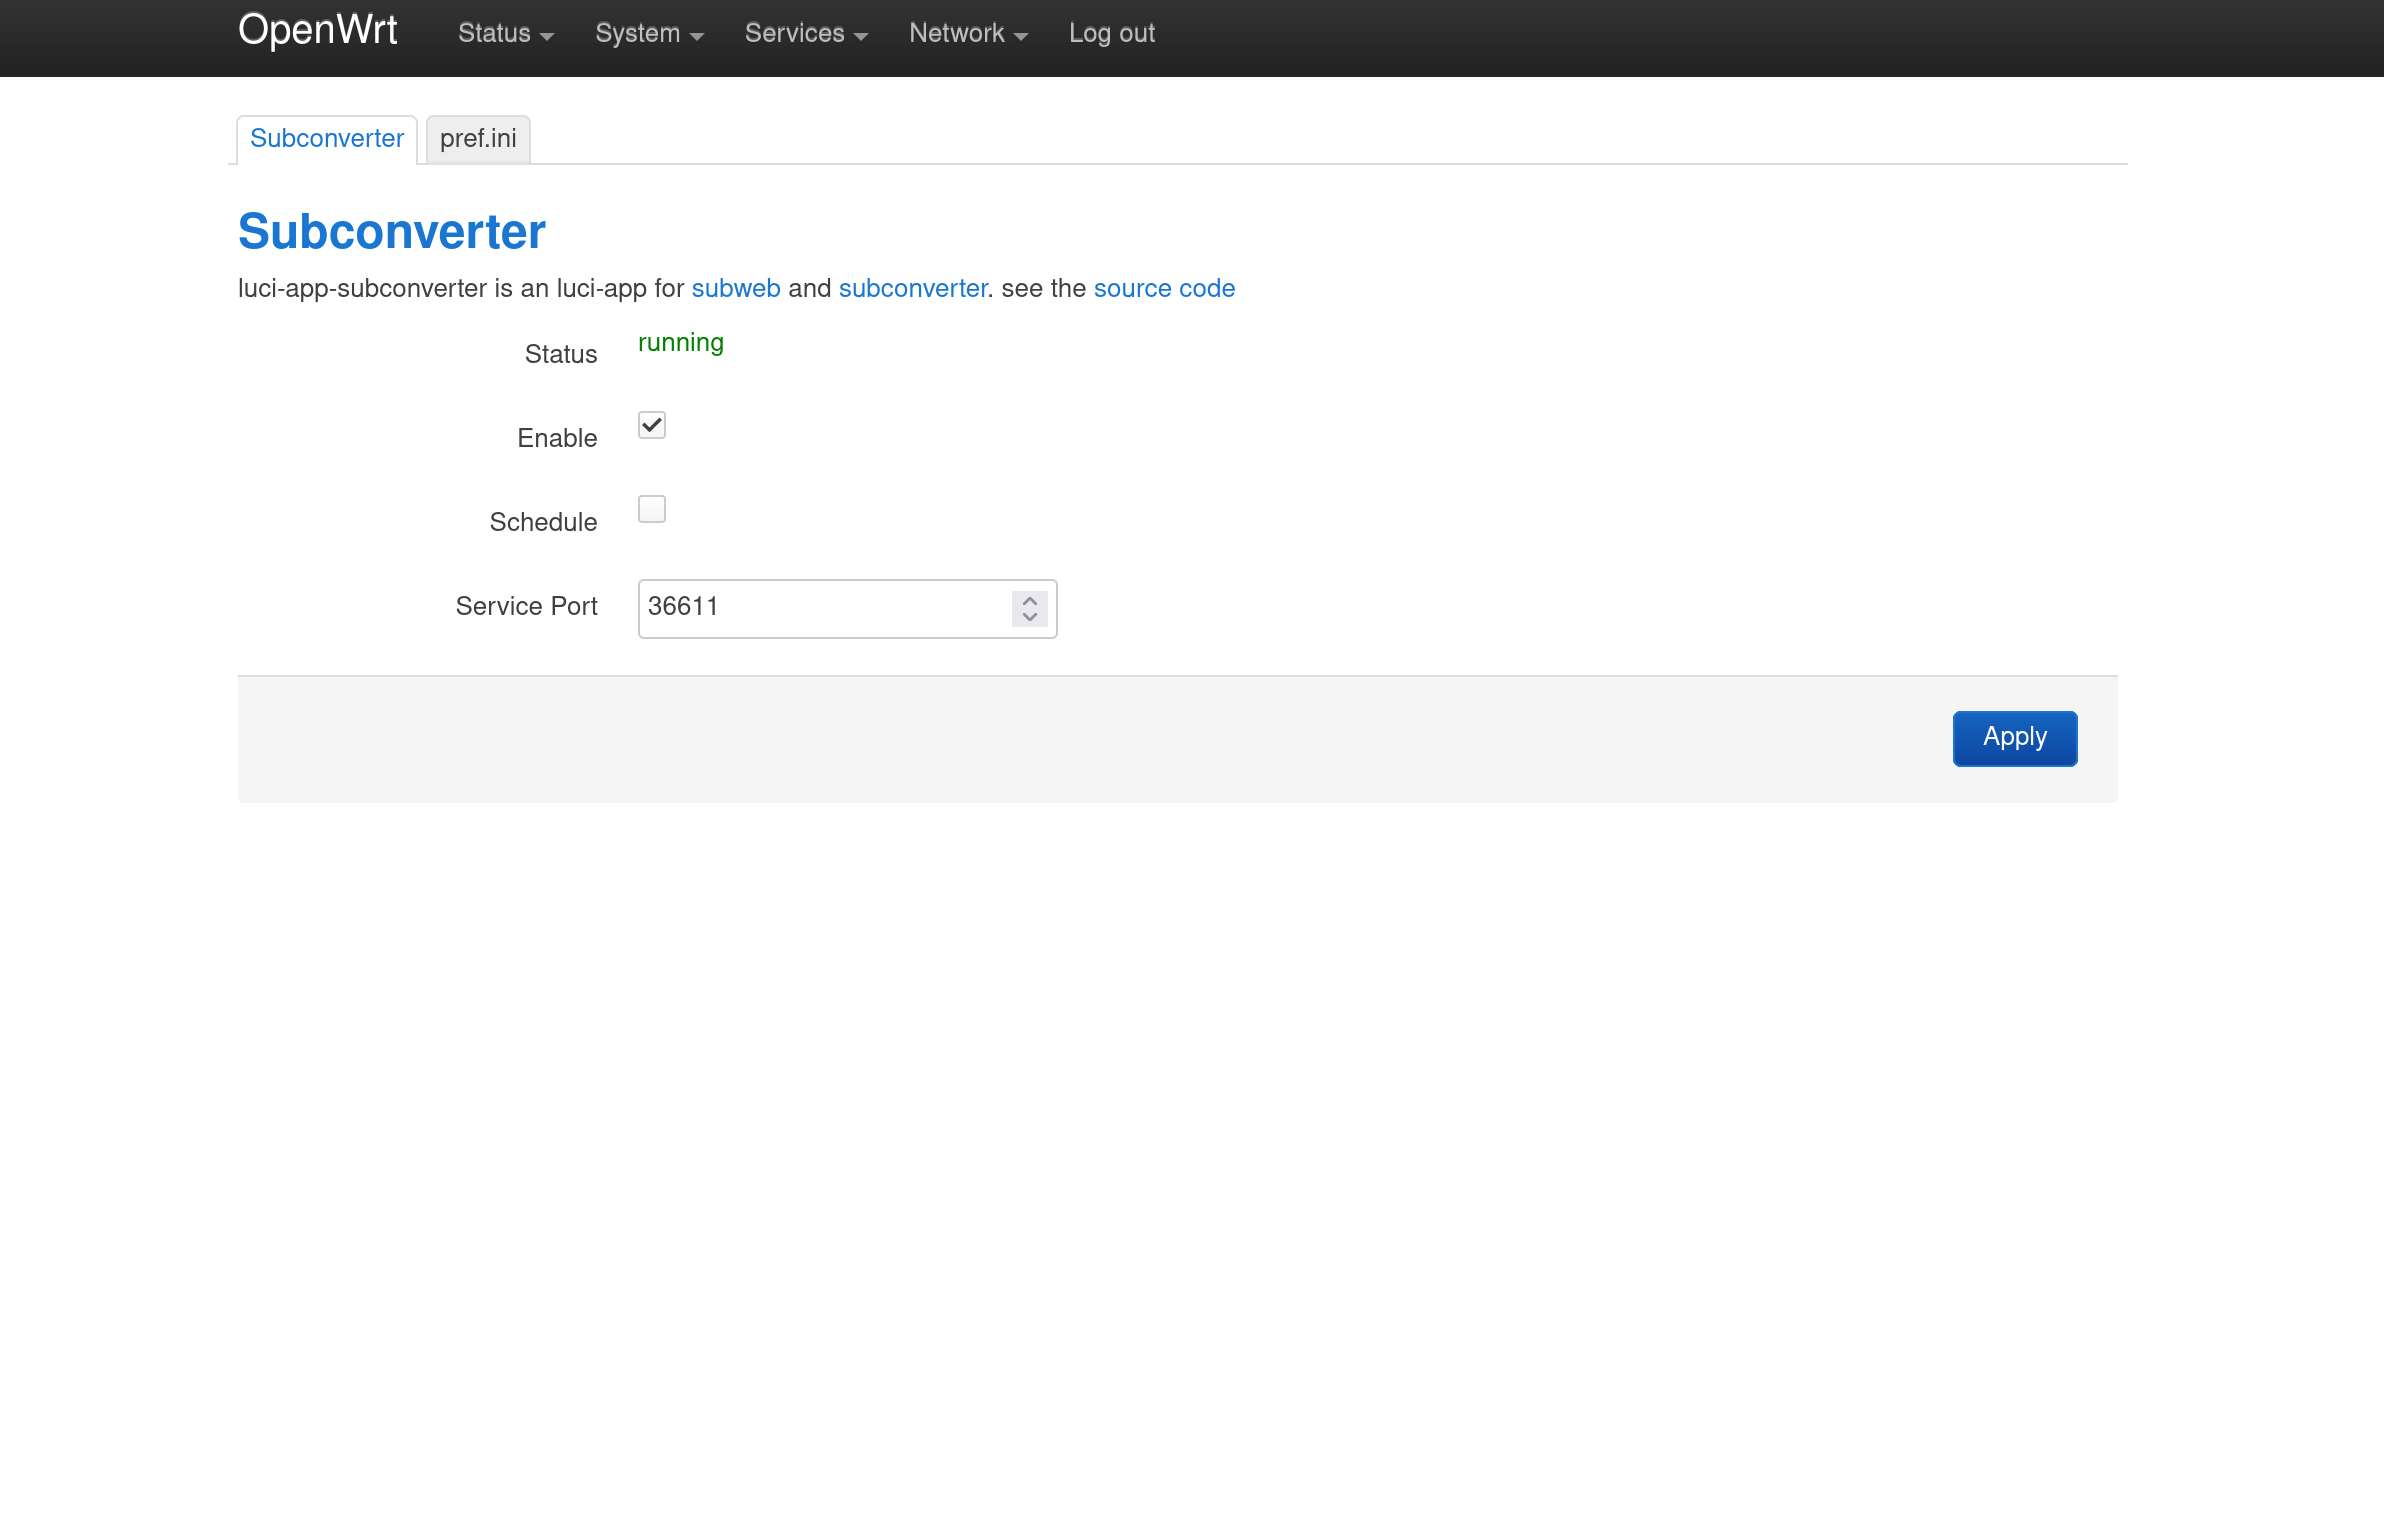 OpenWrt Status System Services Network Log out
Subconverter pref.ini
Subconverter
luci-app-subconverter is an luci-app for subweb and subconverter. see the source code
Status running
Enable
Schedule
Service Port 36611
Apply